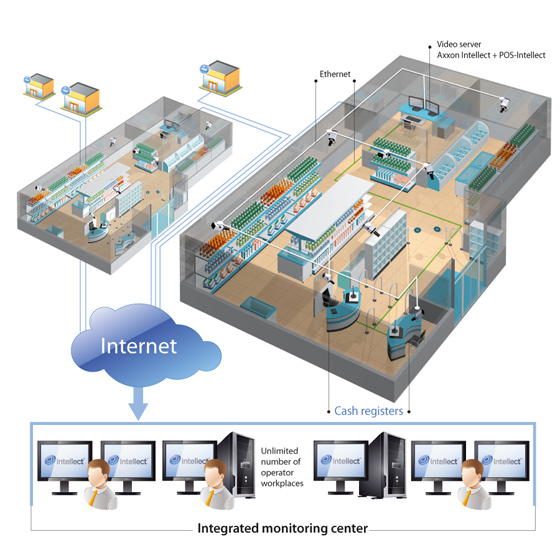 Video server
Axxon Intellect + POS-Intellect
Ethernet
Internet
Cash registers
Intellect
Intellect
Intellect
Unlimited
number of
operator
workplaces
Intellect
Intellect
Intellect
Integrated monitoring center